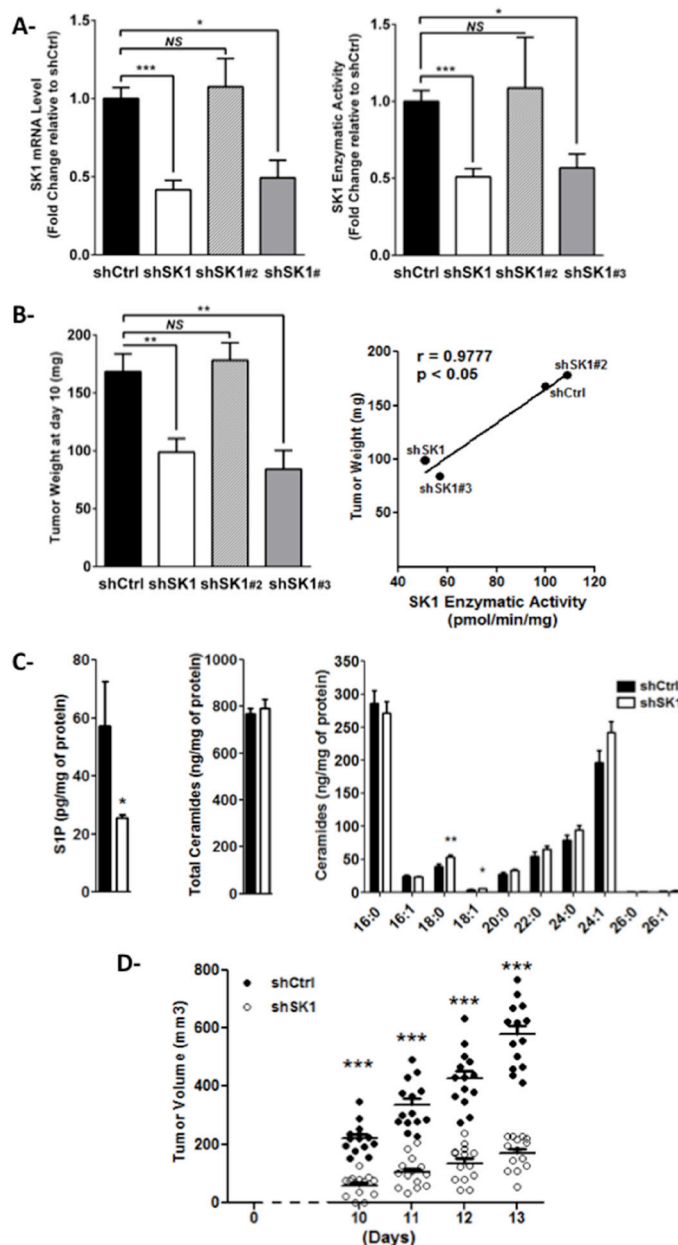 A-
SK1 mRNA Level
(Fold Change relative to shCtrl)
1.5
1.0
0.5
0.0
*
NS
***
shCtrl shSK1 shSK1#2 shSK1#
SK1 Enzymatic Activity
(Fold Change relative to shCtrl)
1.5
1.0
0.5
0.0
*
NS
***
shCtrl shSK1 shSK1#2 shSK1#3
B-
Tumor Weight at day 10 (mg)
200
150
100
50
0
**
NS
**
shCtrl shSK1 shSK1#2 shSK1#3
Tumor Weight (mg)
200
150
100
50
r = 0.9777
p < 0.05
shSK1#2
shCtrl
shSK1
shSK1#3
40 60 80 100 120
SK1 Enzymatic Activity
(pmol/min/mg)
C-
S1P (pg/mg of protein)
80
60
40
20
0
*
Total Ceramides (ng/mg of protein)
1000
800
600
400
200
0
Ceramides (ng/mg of protein)
350
300
250
200
150
100
50
0
shCtrl
shSK1
**
*
16:0 16:1 18:0 18:1 20:0 22:0 24:0 24:1 26:0 26:1
D-
Tumor Volume (mm3)
800
600
400
200
0
shCtrl
shSK1
***
***
***
***
0 10 11 12 13
(Days)